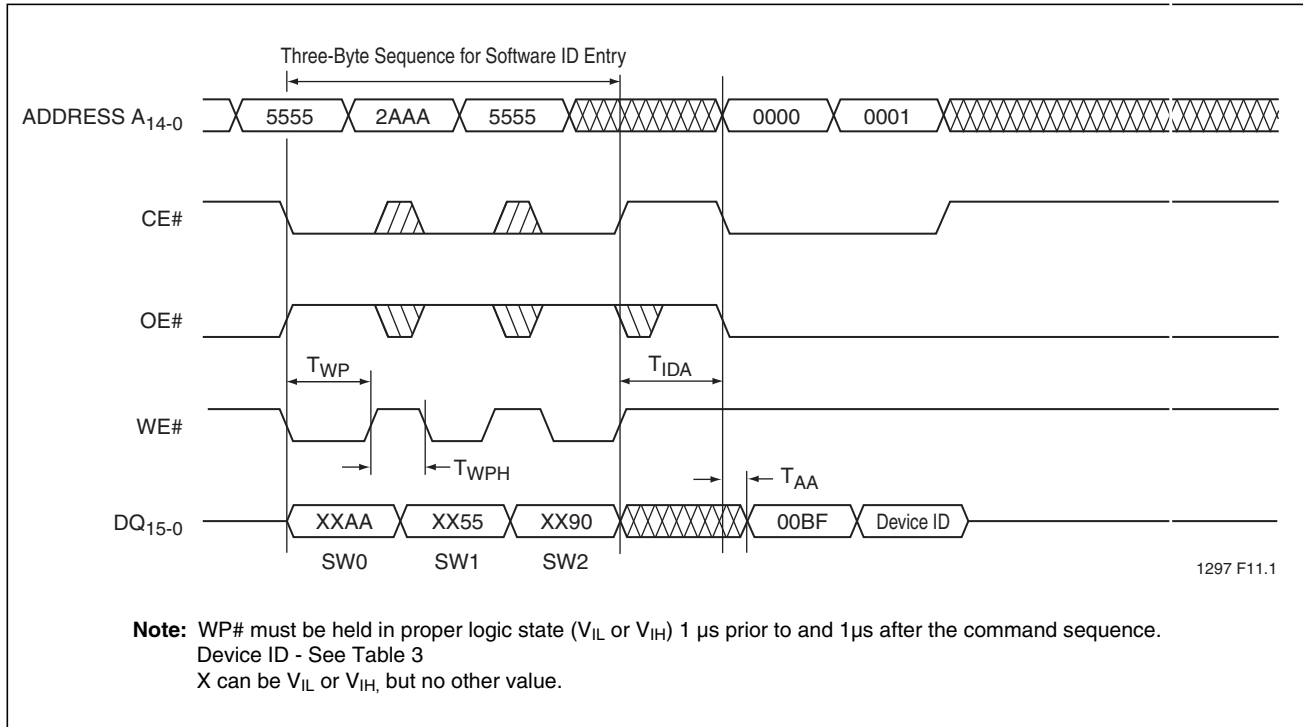 Three-Byte Sequence for Software ID Entry
ADDRESS A14-0
5555 2AAA 5555 0000 0001
CE#
OE#
TWP TIDA
WE#
TWPH TAA
DQ15-0
XXAA XX55 XX90 00BF Device ID
SW0 SW1 SW2
1297 F11.1
Note: WP# must be held in proper logic state (VIL or VIH) 1 µs prior to and 1µs after the command sequence.
Device ID - See Table 3
X can be VIL or VIH, but no other value.